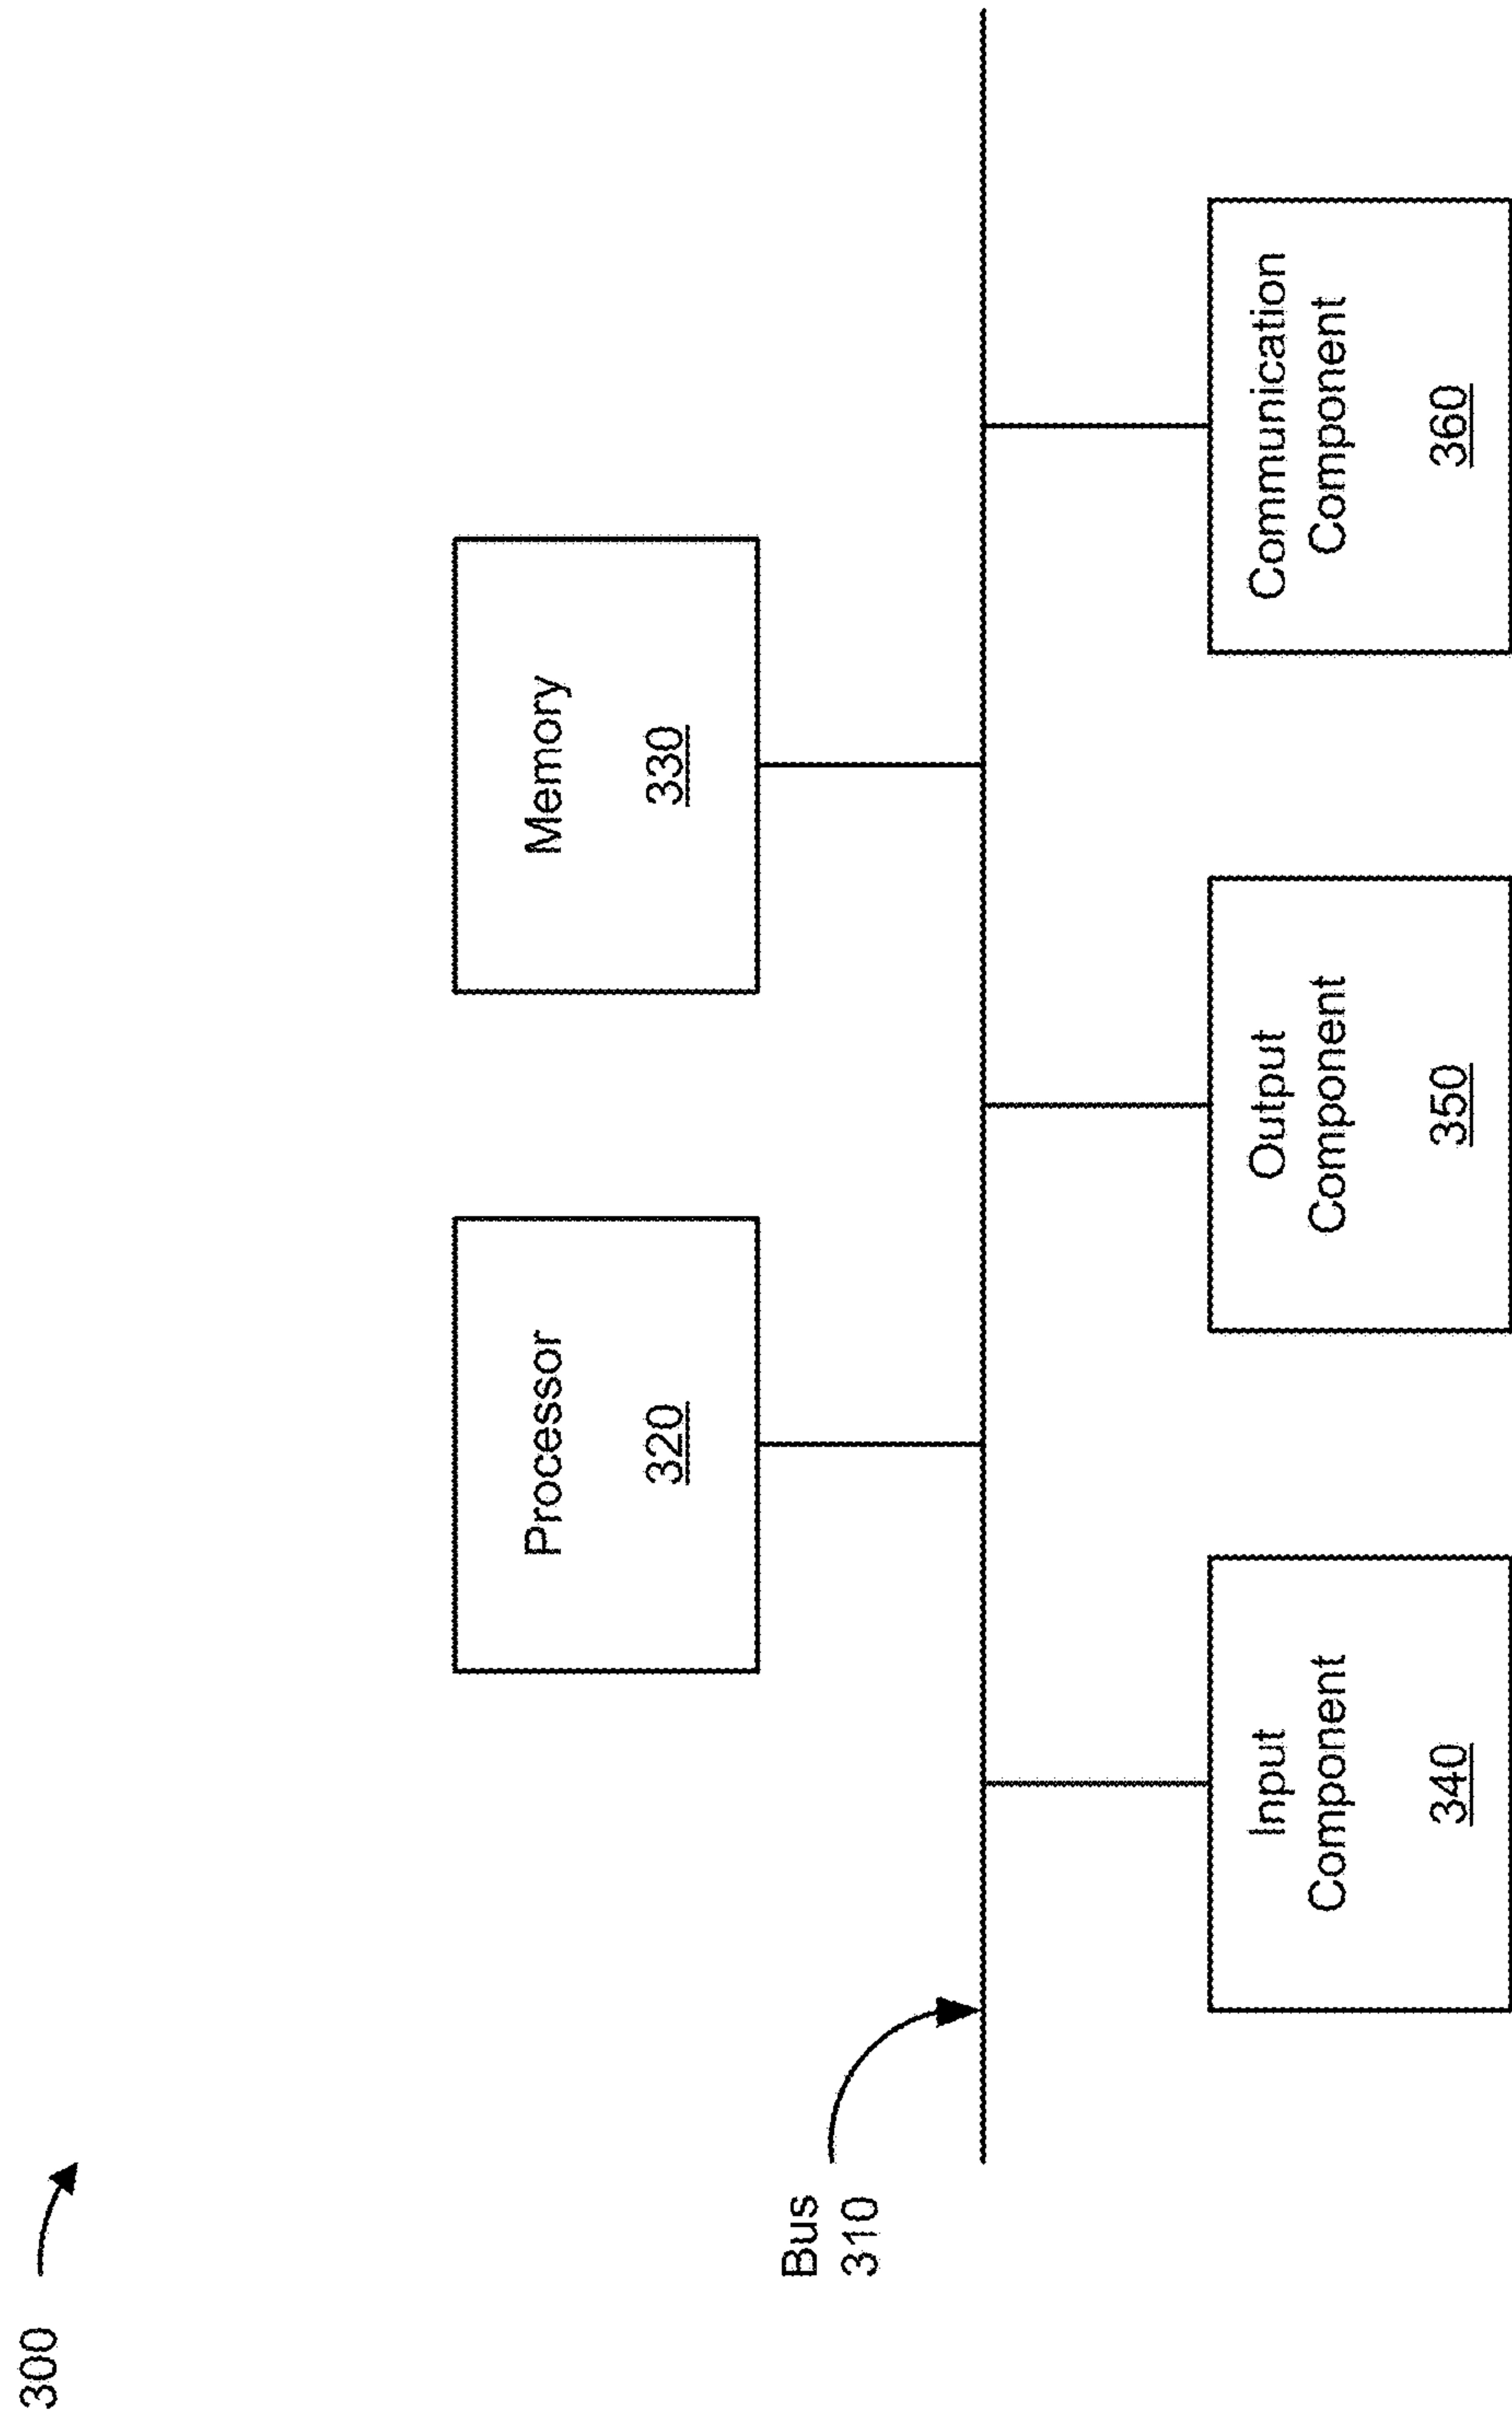 300
Bus
310
Processor
320
Memory
330
Input
Component
340
Output
Component
350
Communication
Component
360